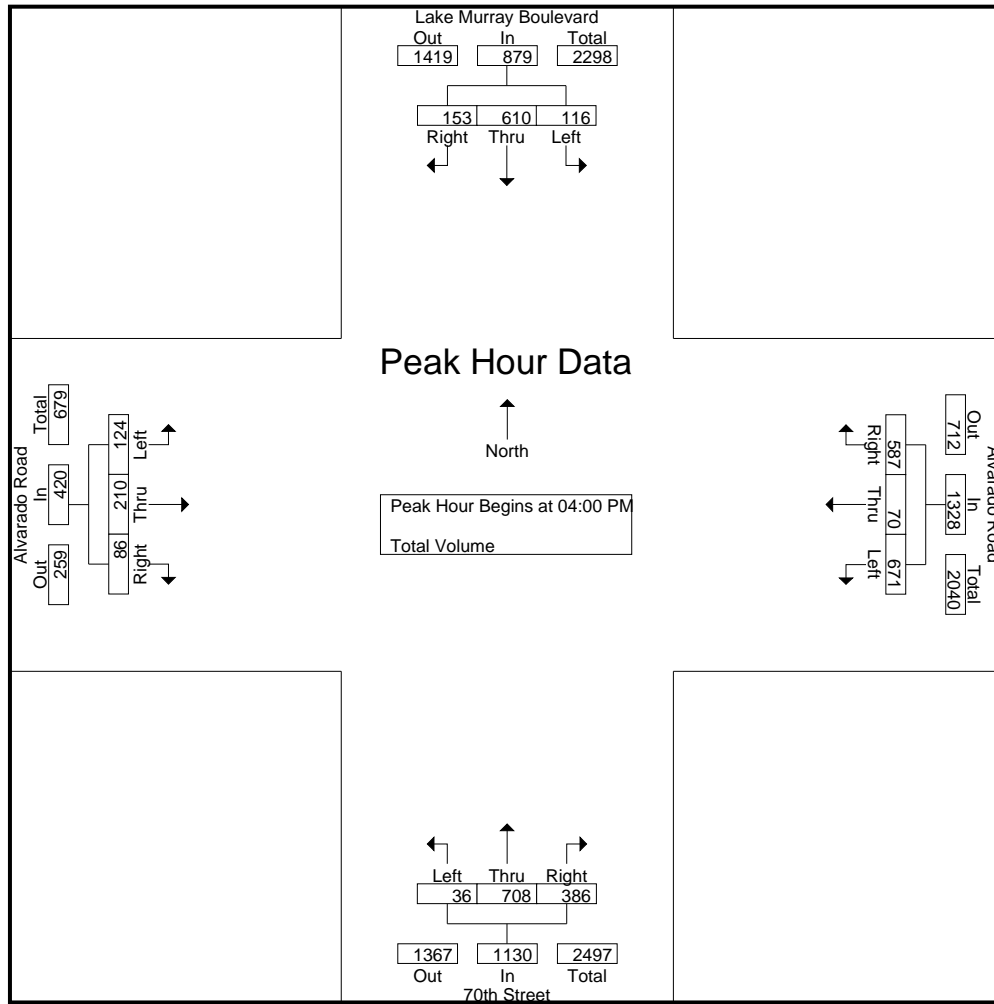 Lake Murray Boulevard
Out In Total
1419 879 2298
153 610 116
Right Thru Left
Peak Hour Data
North
Peak Hour Begins at 04:00 PM
Total Volume
Alvarado Road
Total In Out
679 420 259
124 210 86
Left Thru Right
Alvarado Road
Out In Total
712 1328 2040
587 70 671
Right Thru Left
Left Thru Right
36 708 386
1367 1130 2497
Out In Total
70th Street